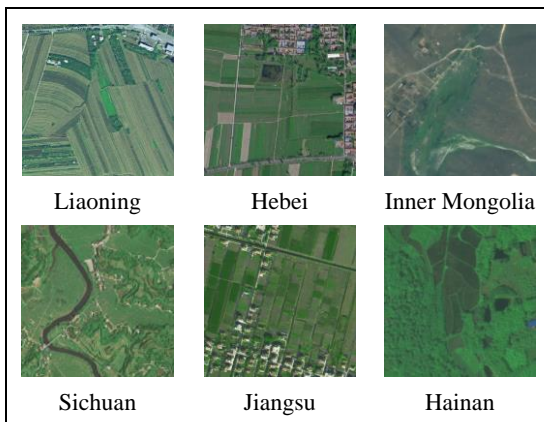 Liaoning
Hebei
Inner Mongolia
Sichuan
Jiangsu
Hainan